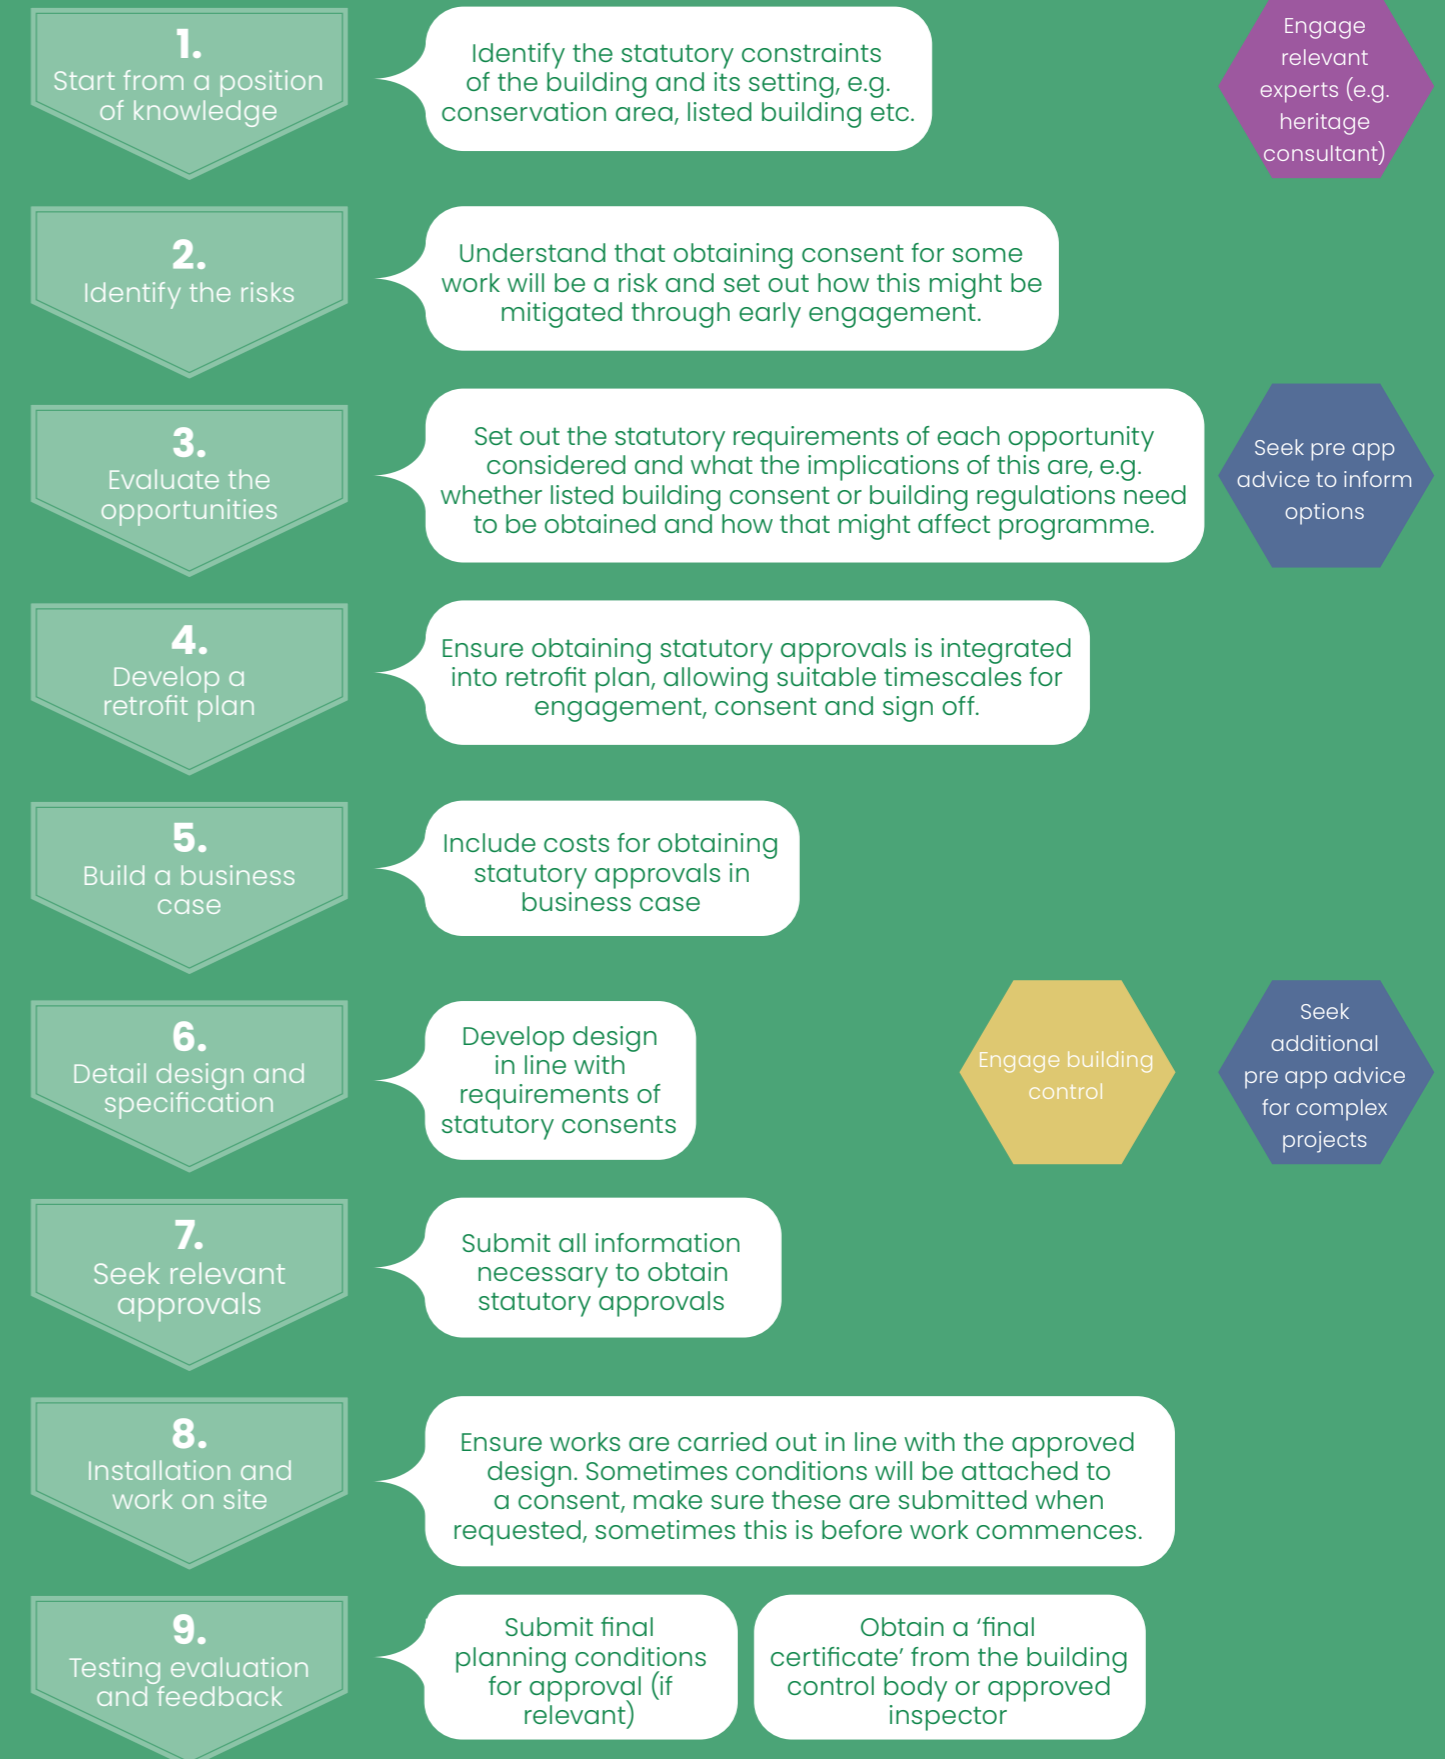 1.
Start from a position
of knowledge
Identify the statutory constraints
of the building and its setting, e.g.
conservation area, listed building etc.
Engage
relevant
experts (e.g.
heritage
consultant)
2.
Identify the risks
Understand that obtaining consent for some
work will be a risk and set out how this might be
mitigated through early engagement.
3.
Evaluate the
opportunities
Set out the statutory requirements of each opportunity
considered and what the implications of this are, e.g.
whether listed building consent or building regulations need
to be obtained and how that might affect programme.
Seek pre app
advice to inform
options
4.
Develop a
retrofit plan
Ensure obtaining statutory approvals is integrated
into retrofit plan, allowing suitable timescales for
engagement, consent and sign off.
5.
Build a business
case
Include costs for obtaining
statutory approvals in
business case
6.
Detail design and
specification
Develop design
in line with
requirements of
statutory consents
Engage building
control
Seek
additional
pre app advice
for complex
projects
7.
Seek relevant
approvals
Submit all information
necessary to obtain
statutory approvals
8.
Installation and
work on site
Ensure works are carried out in line with the approved
design. Sometimes conditions will be attached to
a consent, make sure these are submitted when
requested, sometimes this is before work commences.
9.
Testing evaluation
and feedback
Submit final
planning conditions
for approval (if
relevant)
Obtain a ‘final
certificate’ from the building
control body or approved
inspector